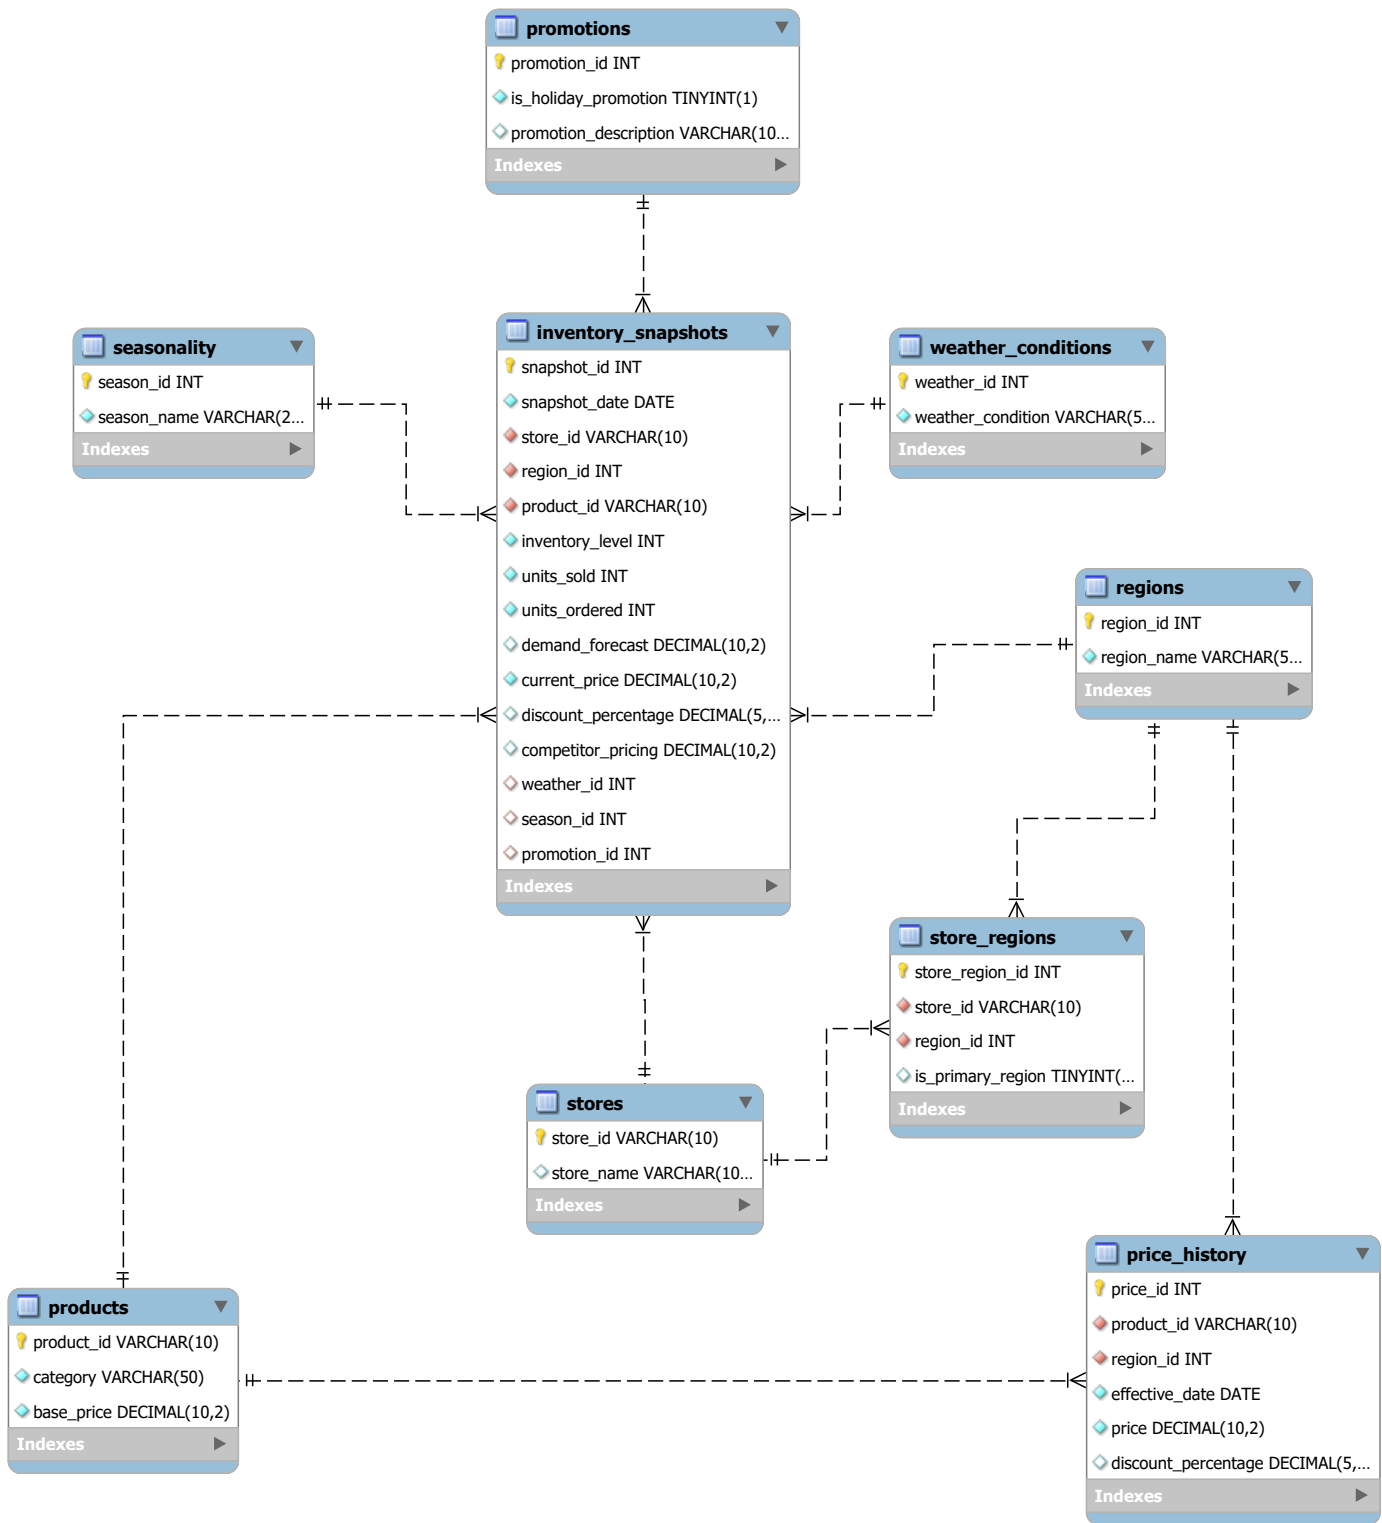 promotions
promotion_id INT
is_holiday_promotion TINYINT(1)
promotion_description VARCHAR(10...
Indexes
seasonality
season_id INT
season_name VARCHAR(2...
Indexes
inventory_snapshots
snapshot_id INT
snapshot_date DATE
store_id VARCHAR(10)
region_id INT
product_id VARCHAR(10)
inventory_level INT
units_sold INT
units_ordered INT
demand_forecast DECIMAL(10,2)
current_price DECIMAL(10,2)
discount_percentage DECIMAL(5,...
competitor_pricing DECIMAL(10,2)
weather_id INT
season_id INT
promotion_id INT
Indexes
weather_conditions
weather_id INT
weather_condition VARCHAR(5...
Indexes
regions
region_id INT
region_name VARCHAR(5...
Indexes
store_regions
store_region_id INT
store_id VARCHAR(10)
region_id INT
is_primary_region TINYINT(...
Indexes
stores
store_id VARCHAR(10)
store_name VARCHAR(10...
Indexes
products
product_id VARCHAR(10)
category VARCHAR(50)
base_price DECIMAL(10,2)
Indexes
price_history
price_id INT
product_id VARCHAR(10)
region_id INT
effective_date DATE
price DECIMAL(10,2)
discount_percentage DECIMAL(5,...
Indexes